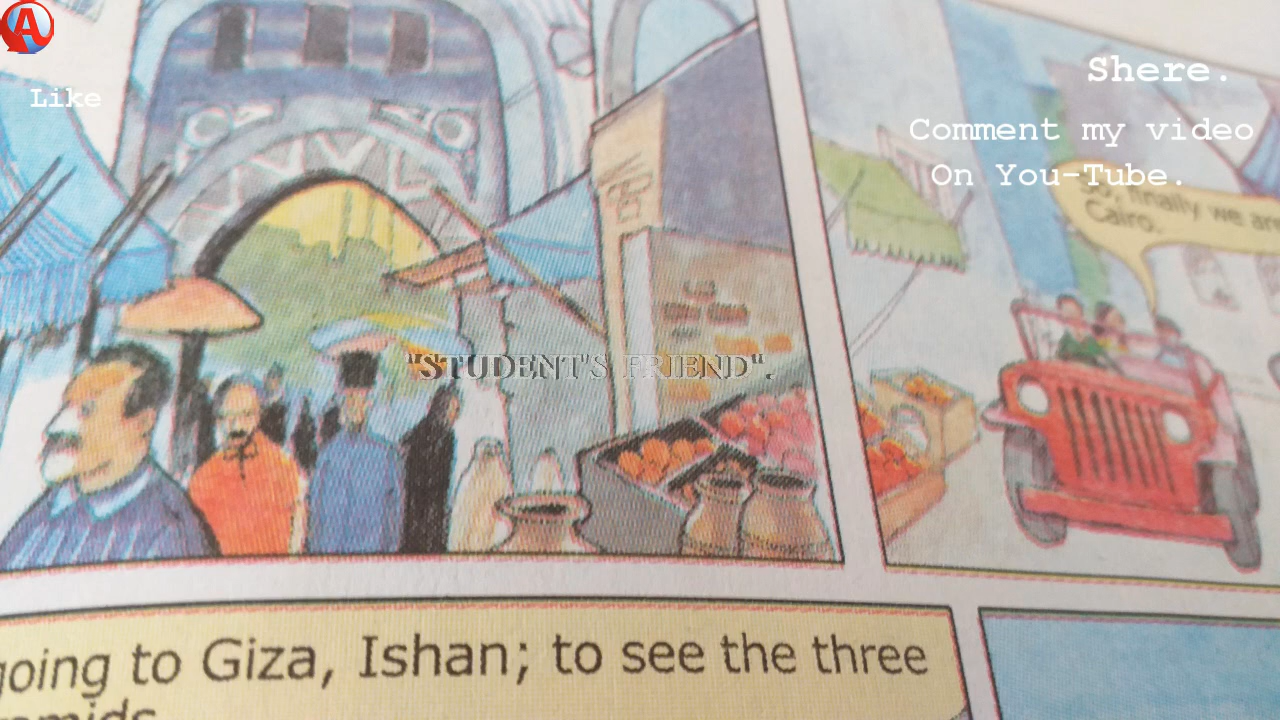 A
Like
Shere.
Comment my video
On You-Tube.
finally we are
Cairo.
"STUDENT'S FRIEND".
going to Giza, Ishan; to see the three